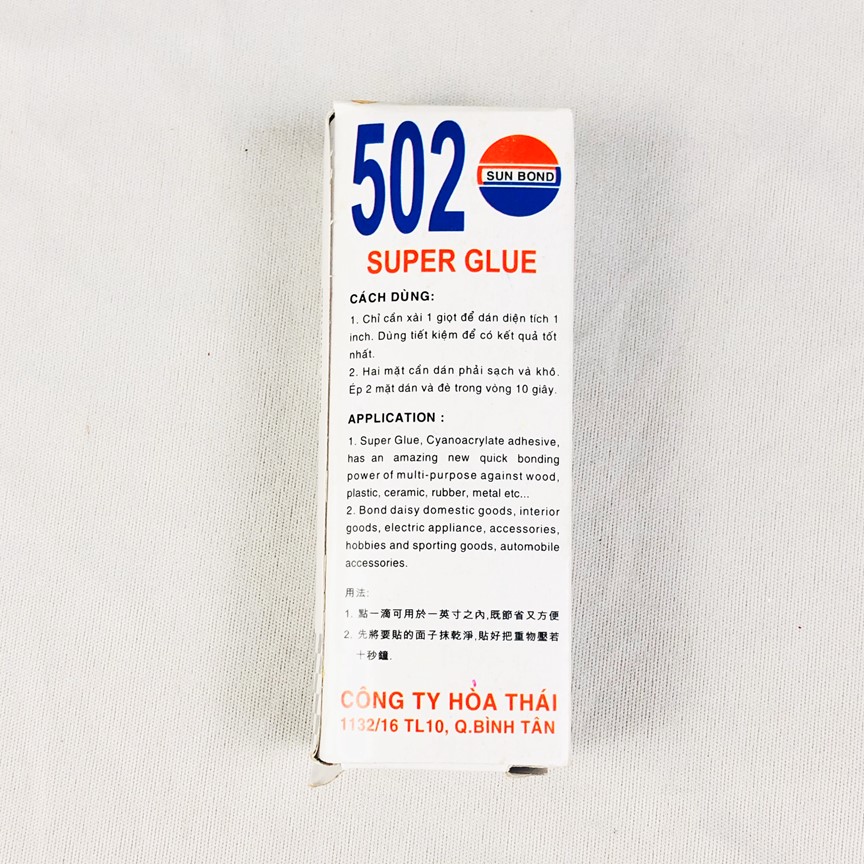 502
SUN BOND
SUPER GLUE
CÁCH DÙNG:
1. Chỉ cần xài 1 giọt để dán diện tích 1
inch. Dùng tiết kiệm để có kết quả tốt
nhất.
2. Hai mặt cần dán phải sạch và khô.
Ép 2 mặt dán và đè trong vòng 10 giây.
APPLICATION :
1. Super Glue, Cyanoacrylate adhesive,
has an amazing new quick bonding
power of multi-purpose against wood,
plastic, ceramic, rubber, metal etc...
2. Bond daisy domestic goods, interior
goods, electric appliance, accessories,
hobbies and sporting goods, automobile
accessories.
用法:
1. 點一滴可用於一英寸之內,既節省又方便
2. 先將要貼的面子抹乾淨,貼好把重物壓若
十秒鐘.
CÔNG TY HÒA THÁI
1132/16 TL10, Q.BÌNH TÂN